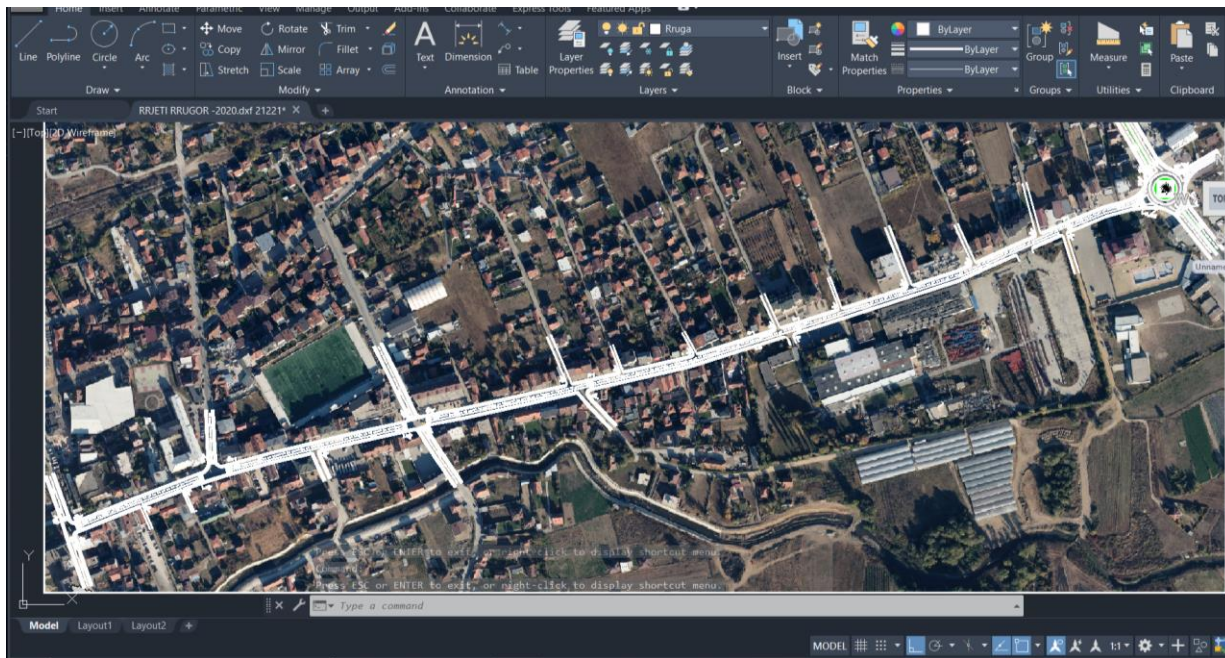 Home Insert Annotate Parametric View Manage Output Add-ins Collaborate Express Tools Featured Apps
Line Polyline Circle Arc
Move Rotate Trim
Copy Mirror Fillet
Stretch Scale Array
Text Dimension
Table
Layer Properties
Rruga
Insert
Match Properties
ByLayer
ByLayer
ByLayer
Group
Measure
Paste
Draw Modify Annotation Layers Block Properties Groups Utilities Clipboard
Start RRJETI RRUGOR -2020.dxf 21221* +
[−][Top][2D Wireframe]
Unname
Y
X
Press ESC or ENTER to exit, or right-click to display shortcut menu.
Command:
Press ESC or ENTER to exit, or right-click to display shortcut menu.
Type a command
Model Layout1 Layout2 +
MODEL 1:1